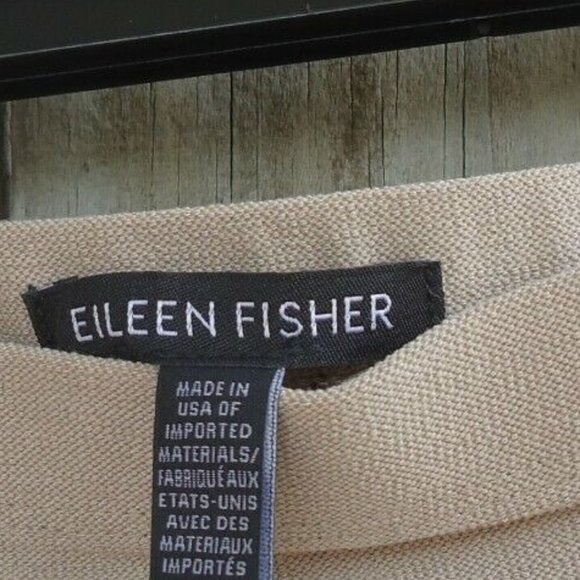 EILEEN FISHER
MADE IN
USA OF
IMPORTED
MATERIALS/
FABRIQUÉ AUX
ETATS-UNIS
AVEC DES
MATERIAUX
IMPORTÉS